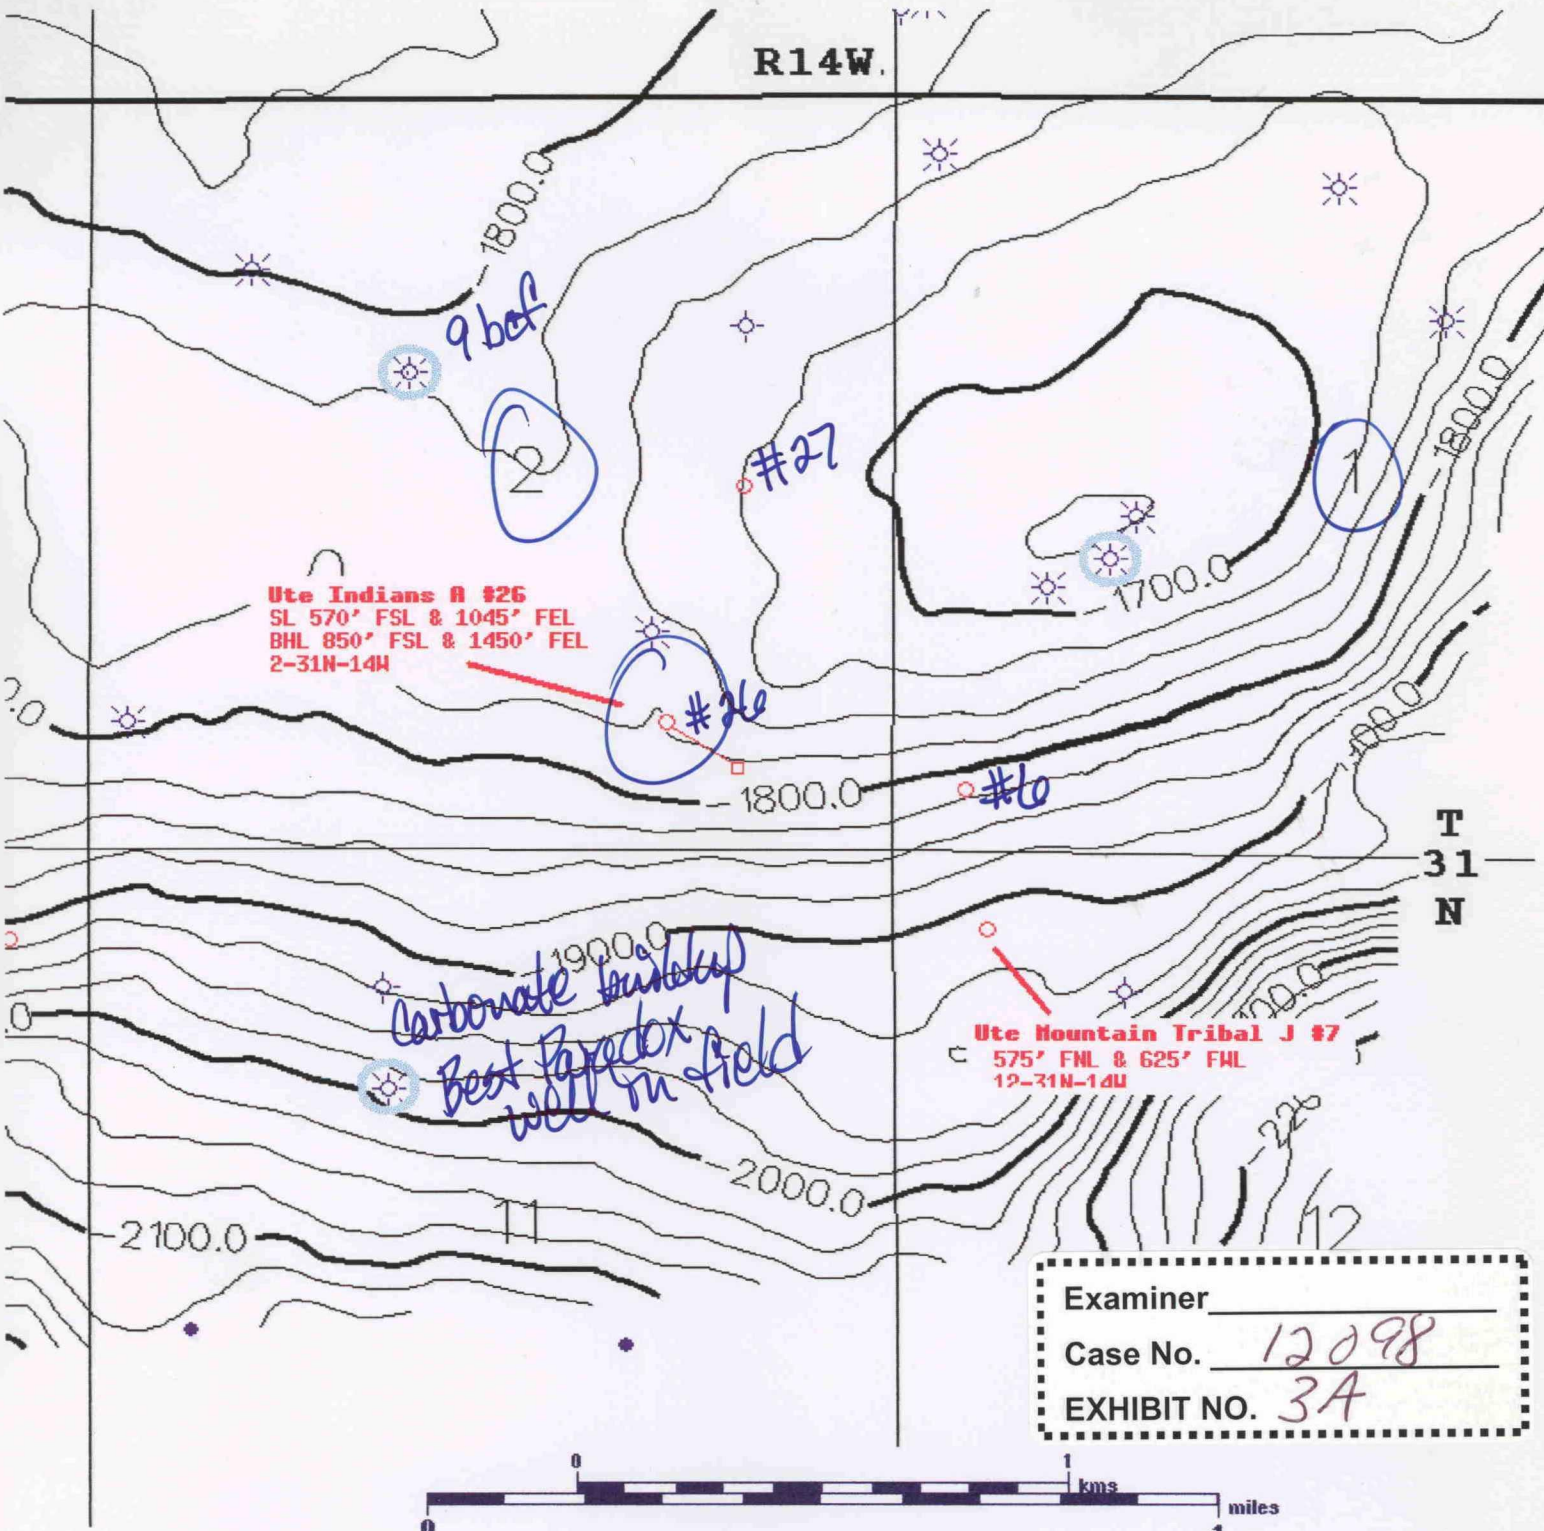 R14W.
-1800.0
9 bcf
2
#27
-1800.0
1
-1700.0
Ute Indians A #26
SL 570' FSL & 1045' FEL
BHL 850' FSL & 1450' FEL
2-31N-14W
#26
-1800.0
#6
T
31
N
-1900.0
Carbonate buildup
Best Paradox
well in field
Ute Mountain Tribal J #7
575' FNL & 625' FWL
12-31N-14W
-2000.0
11
12
-2100.0
Examiner
Case No. 12098
EXHIBIT NO. 3A
0 1
kms
miles
0 1